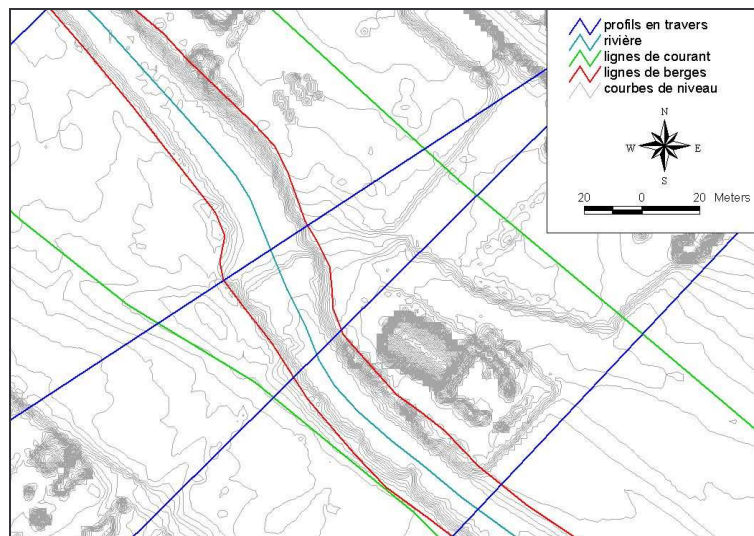 profils en travers
rivière
lignes de courant
lignes de berges
courbes de niveau
N
W E
S
20 0 20 Meters